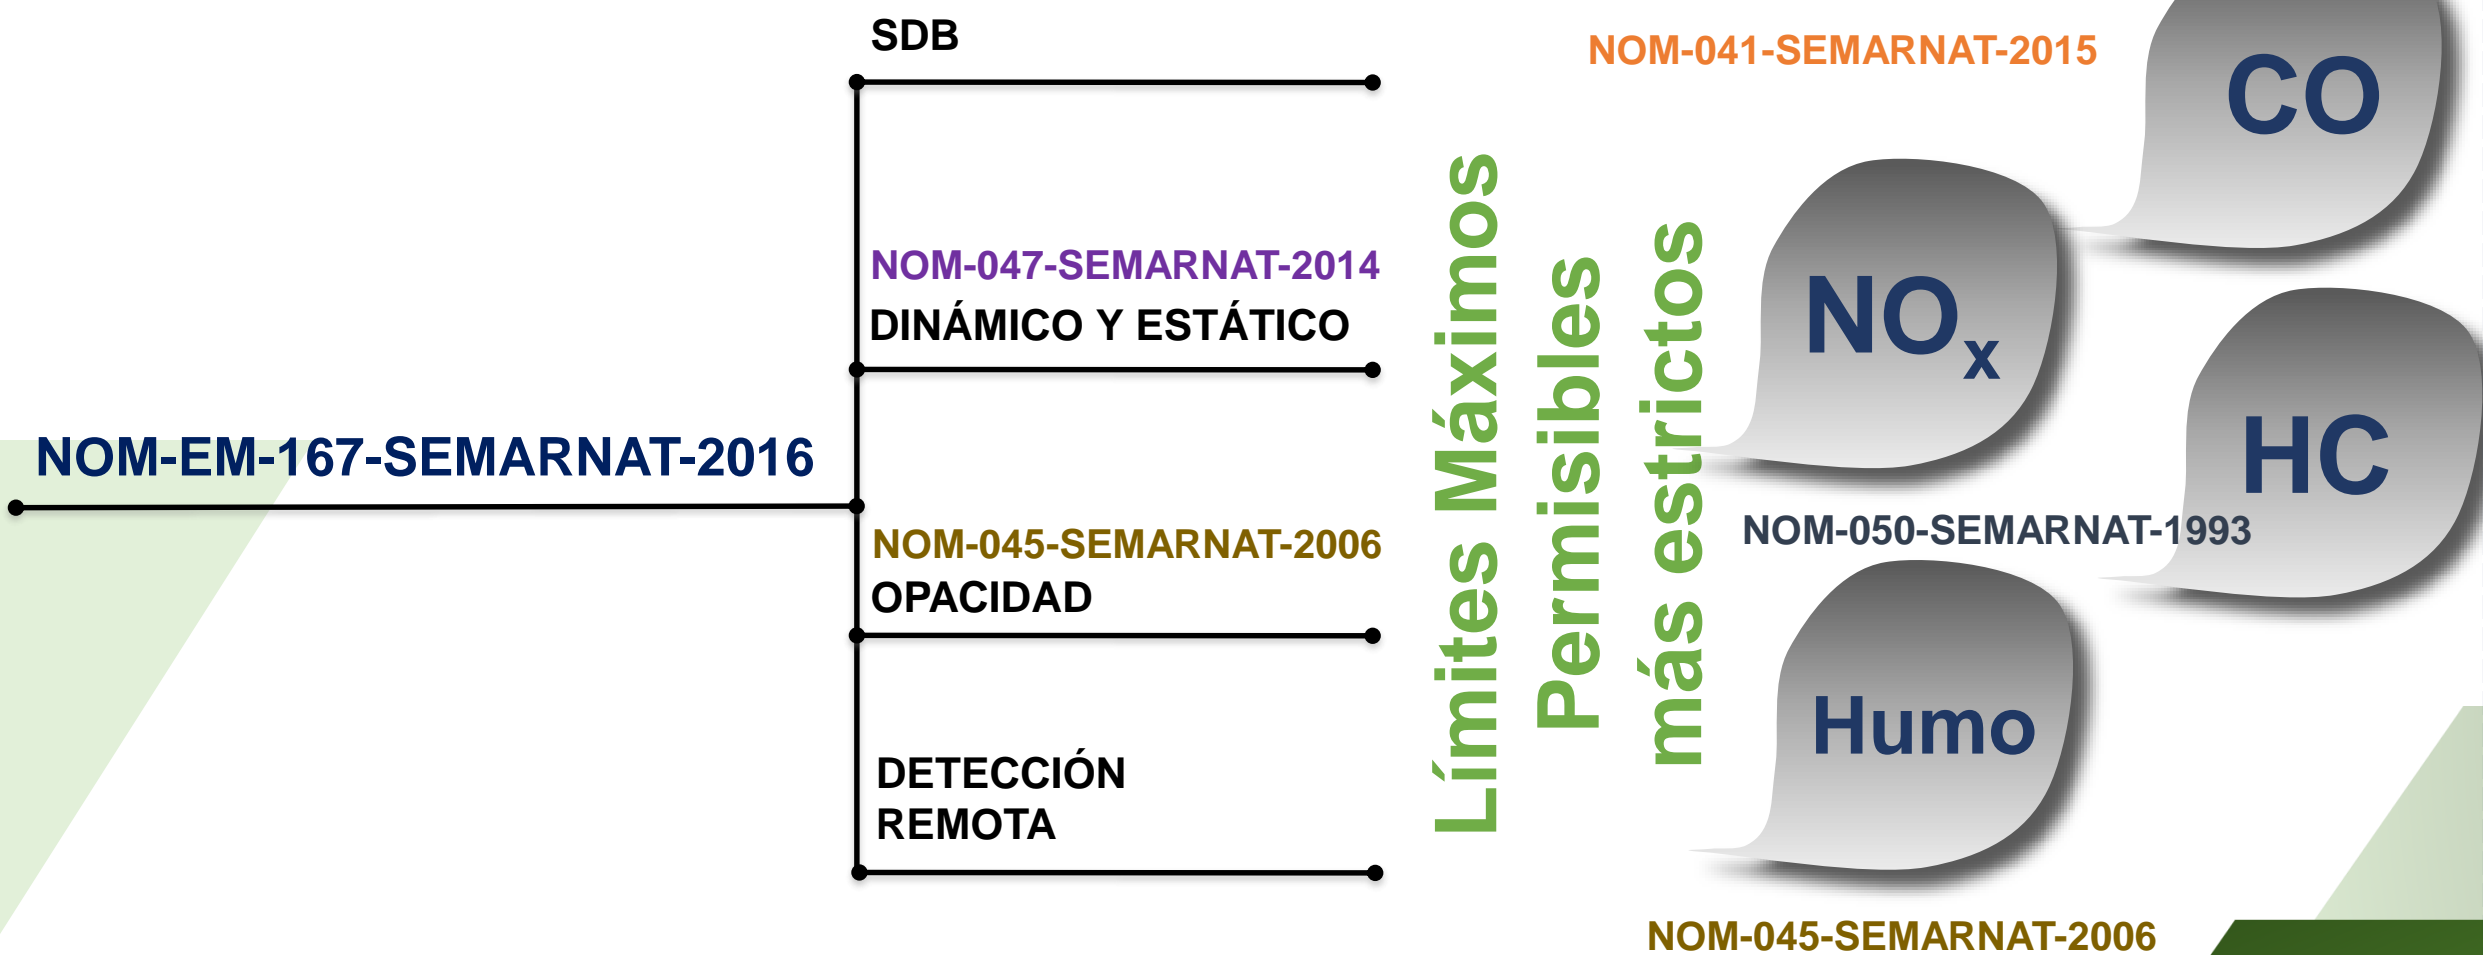 SDB
NOM-047-SEMARNAT-2014
DINÁMICO Y ESTÁTICO
NOM-EM-167-SEMARNAT-2016
NOM-045-SEMARNAT-2006
OPACIDAD
DETECCIÓN
REMOTA
Límites Máximos
Permisibles
más estrictos
NOM-041-SEMARNAT-2015
CO
NOx
HC
NOM-050-SEMARNAT-1993
Humo
NOM-045-SEMARNAT-2006